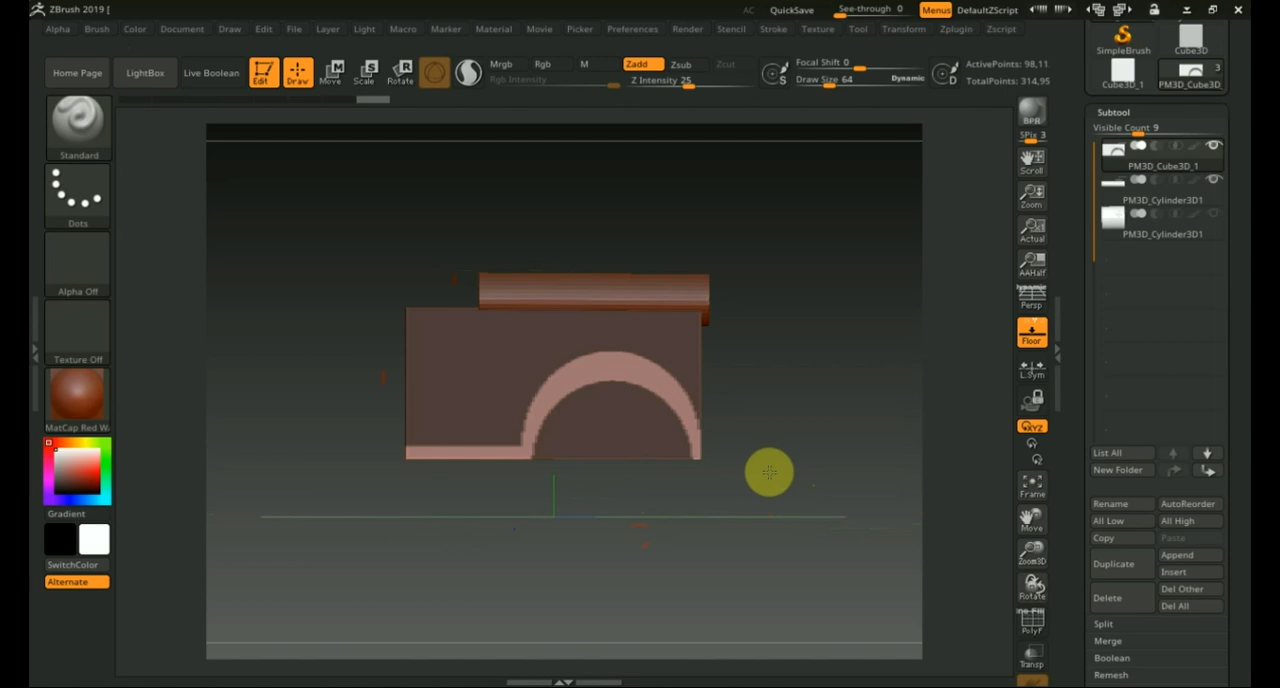 ZBrush 2019 [
AC QuickSave See-through 0 Menus DefaultZScript
Alpha Brush Color Document Draw Edit File Layer Light Macro Marker Material Movie Picker Preferences Render Stencil Stroke Texture Tool Transform Zplugin Zscript
Home Page LightBox Live Boolean Edit Draw Move Scale Rotate
Mrgb Rgb M Zadd Zsub
Rgb Intensity Z Intensity 25
Focal Shift 0
Draw Size 64 Dynamic
ActivePoints: 98,11
TotalPoints: 314,95
Standard
Dots
Alpha Off
Texture Off
MatCap Red W
Gradient
SwitchColor
Alternate
BPR
SPix 3
Scroll
Zoom
Actual
AAHalf
Dynamic
Persp
Floor
L.Sym
XYZ
Frame
Move
Zoom3D
Rotate
PolyF
Transp
SimpleBrush Cube3D
3
Cube3D_1 PM3D_Cube3D_
Subtool
Visible Count 9
PM3D_Cube3D_1
PM3D_Cylinder3D1
PM3D_Cylinder3D1
List All
New Folder
Rename AutoReorder
All Low All High
Copy Paste
Duplicate Append
Insert
Delete Del Other
Del All
Split
Merge
Boolean
Remesh